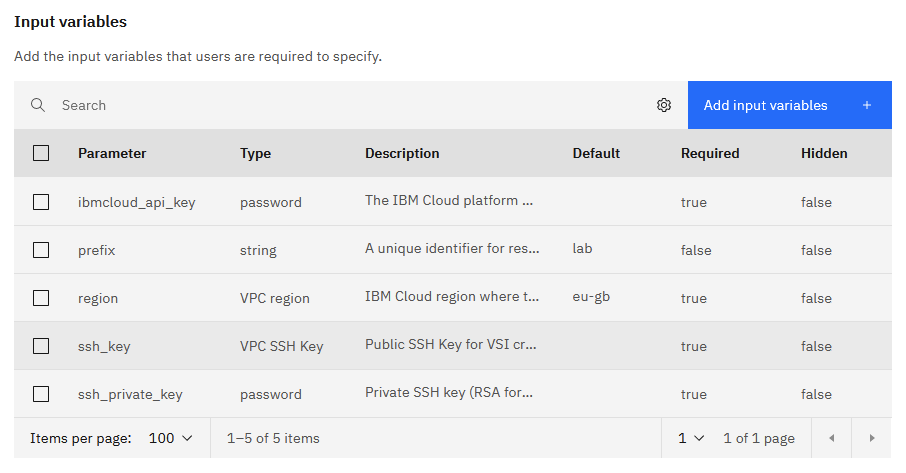 Input variables
Add the input variables that users are required to specify.
Search Add input variables +
Parameter Type Description Default Required Hidden
ibmcloud_api_key password The IBM Cloud platform ... true false
prefix string A unique identifier for res... lab false false
region VPC region IBM Cloud region where t... eu-gb true false
ssh_key VPC SSH Key Public SSH Key for VSI cr... true false
ssh_private_key password Private SSH key (RSA for... true false
Items per page: 100 1–5 of 5 items 1 1 of 1 page